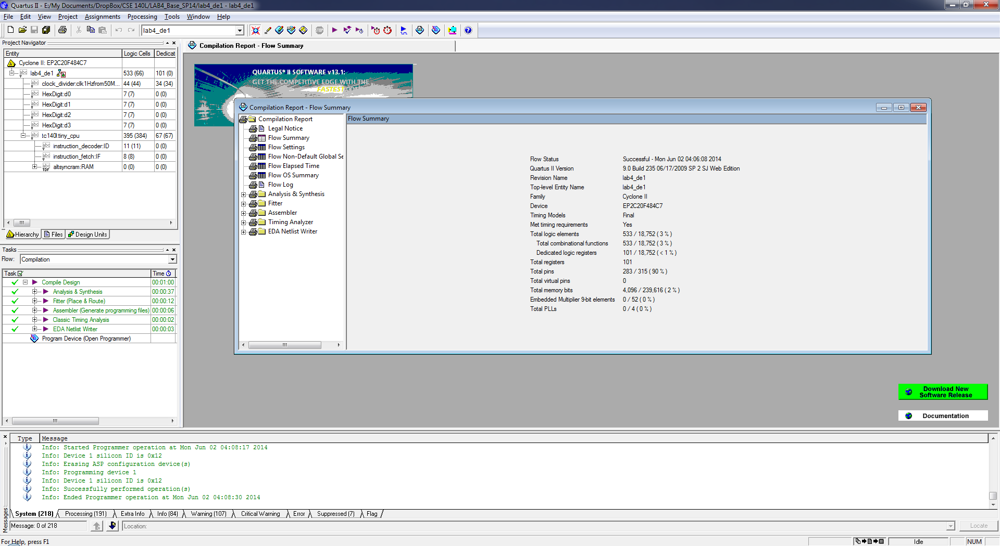 Quartus II - E:/My Documents/DropBox/CSE 140L/LAB4_Base_SP14/lab4_de1 - lab4_de1
File Edit View Project Assignments Processing Tools Window Help
lab4_de1
STOP
Project Navigator
Entity Logic Cells Dedicat
Cyclone II: EP2C20F484C7
lab4_de1 533 (66) 101 (0)
clock_divider:clk1Hzfrom50M... 44 (44) 34 (34)
HexDigit:d0 7 (7) 0 (0)
HexDigit:d1 7 (7) 0 (0)
HexDigit:d2 7 (7) 0 (0)
HexDigit:d3 7 (7) 0 (0)
tc140l:tiny_cpu 395 (384) 67 (67)
instruction_decoder:ID 11 (11) 0 (0)
instruction_fetch:IF 8 (8) 0 (0)
altsyncram:RAM 0 (0) 0 (0)
Hierarchy Files Design Units
Tasks
Flow: Compilation
Task Time
Compile Design 00:01:00
Analysis & Synthesis 00:00:37
Fitter (Place & Route) 00:00:12
Assembler (Generate programming files) 00:00:06
Classic Timing Analysis 00:00:02
EDA Netlist Writer 00:00:03
Program Device (Open Programmer)
Compilation Report - Flow Summary
QUARTUS® II SOFTWARE v13.1:
GET THE COMPETITIVE EDGE WITH THE
FASTEST
Compilation Report - Flow Summary
Compilation Report
Legal Notice
Flow Summary
Flow Settings
Flow Non-Default Global Se
Flow Elapsed Time
Flow OS Summary
Flow Log
Analysis & Synthesis
Fitter
Assembler
Timing Analyzer
EDA Netlist Writer
Flow Summary
Flow Status Successful - Mon Jun 02 04:06:08 2014
Quartus II Version 9.0 Build 235 06/17/2009 SP 2 SJ Web Edition
Revision Name lab4_de1
Top-level Entity Name lab4_de1
Family Cyclone II
Device EP2C20F484C7
Timing Models Final
Met timing requirements Yes
Total logic elements 533 / 18,752 ( 3 % )
Total combinational functions 533 / 18,752 ( 3 % )
Dedicated logic registers 101 / 18,752 ( < 1 % )
Total registers 101
Total pins 283 / 315 ( 90 % )
Total virtual pins 0
Total memory bits 4,096 / 239,616 ( 2 % )
Embedded Multiplier 9-bit elements 0 / 52 ( 0 % )
Total PLLs 0 / 4 ( 0 % )
Download New
Software Release
Documentation
Type Message
Info: Started Programmer operation at Mon Jun 02 04:08:17 2014
Info: Device 1 silicon ID is 0x12
Info: Erasing ASP configuration device(s)
Info: Programming device 1
Info: Device 1 silicon ID is 0x12
Info: Successfully performed operation(s)
Info: Ended Programmer operation at Mon Jun 02 04:08:30 2014
Messages
System (218) Processing (191) Extra Info Info (84) Warning (107) Critical Warning Error Suppressed (7) Flag
Message: 0 of 218 Location: Locate
For Help, press F1 Idle NUM